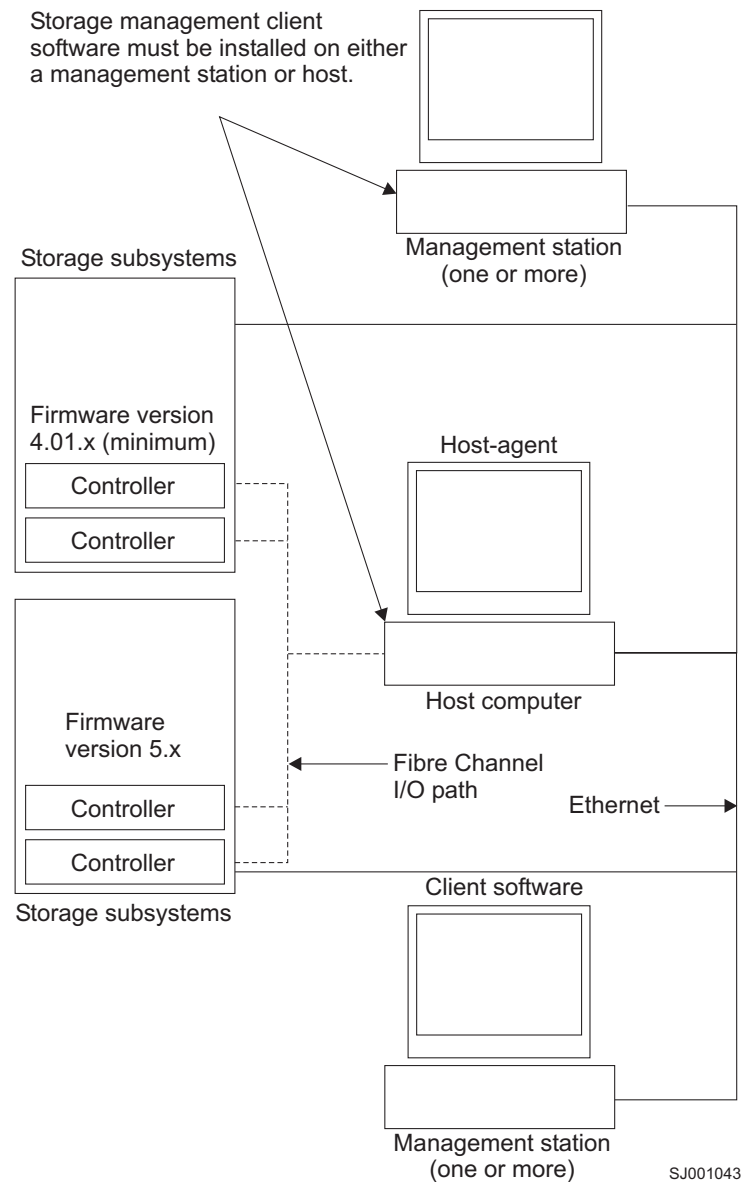 Storage management client
software must be installed on either
a management station or host.
Management station
(one or more)
Storage subsystems
Firmware version
4.01.x (minimum)
Controller
Controller
Host-agent
Host computer
Firmware
version 5.x
Fibre Channel
I/O path
Ethernet
Controller
Controller
Storage subsystems
Client software
Management station
(one or more)
SJ001043